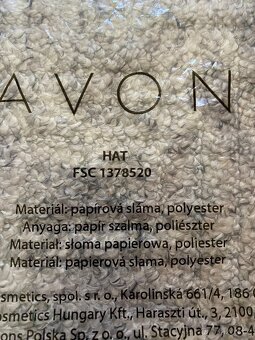 AVON
HAT
FSC 1378520
Materiál: papírová sláma, polyester
Anyaga: papír szalma, poliészter
Materiał: słoma papierowa, poliester
Materiál: papierová slama, polyester
smetics, spol. s r. o., Karolinská 661/4, 186 0
osmetics Hungary Kft., Haraszti út., 3, 2100,
ons Polska Sp. z o. o., ul. Stacyjna 77, 08-4